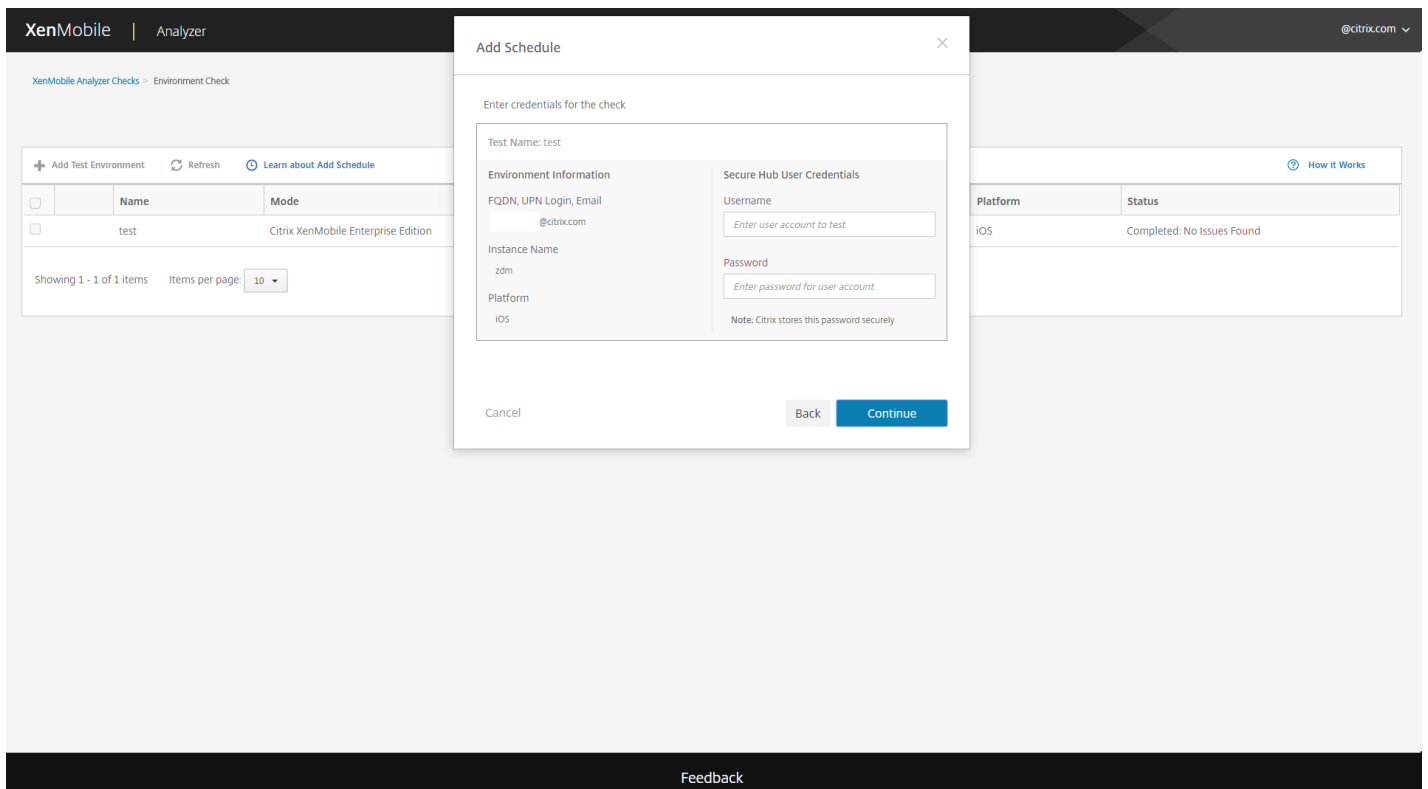 XenMobile | Analyzer
@citrix.com
XenMobile Analyzer Checks > Environment Check
Add Test Environment Refresh Learn about Add Schedule How it Works
Name Mode Platform Status
test Citrix XenMobile Enterprise Edition iOS Completed: No Issues Found
Showing 1 - 1 of 1 items Items per page: 10
Add Schedule
Enter credentials for the check
Test Name: test
Environment Information
FQDN, UPN Login, Email
@citrix.com
Instance Name
zdm
Platform
iOS
Secure Hub User Credentials
Username
Enter user account to test
Password
Enter password for user account
Note: Citrix stores this password securely
Cancel Back Continue
Feedback